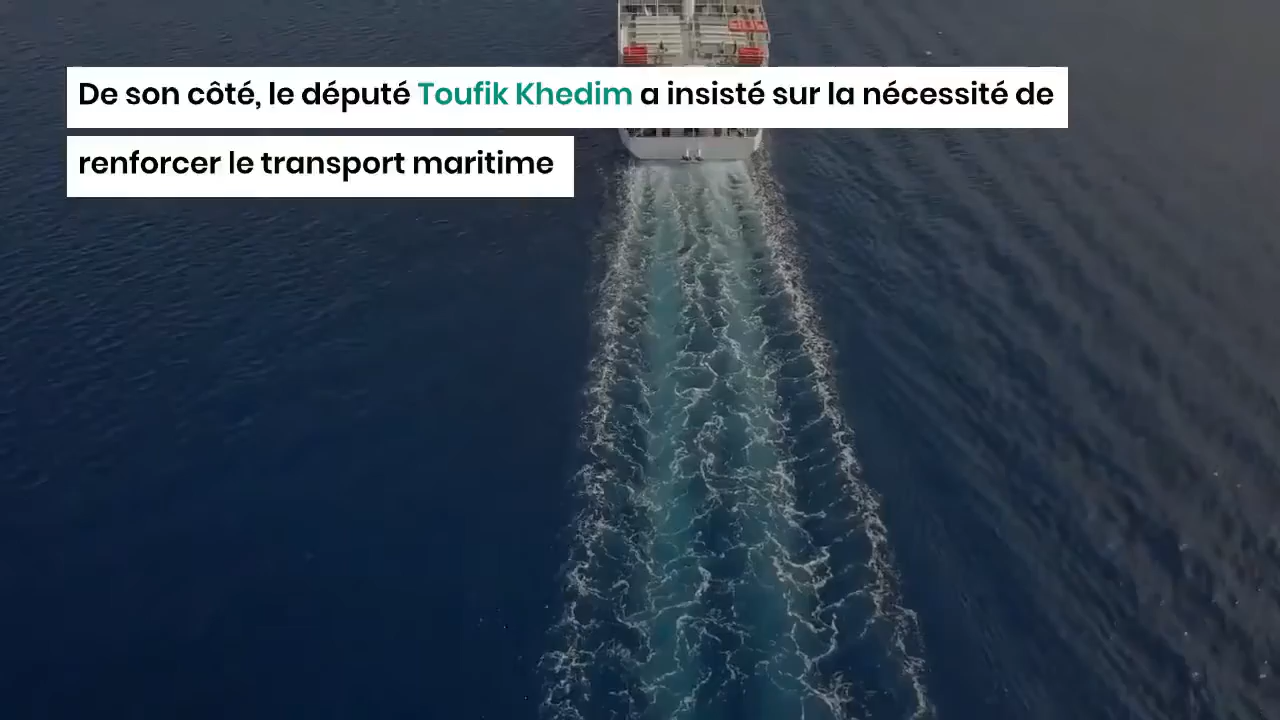 De son côté, le député Toufik Khedim a insisté sur la nécessité de
renforcer le transport maritime